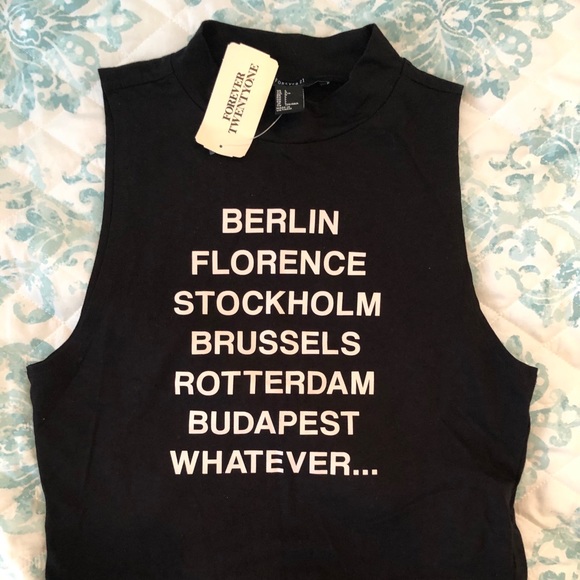 FOREVER
TWENTYONE
BERLIN
FLORENCE
STOCKHOLM
BRUSSELS
ROTTERDAM
BUDAPEST
WHATEVER...